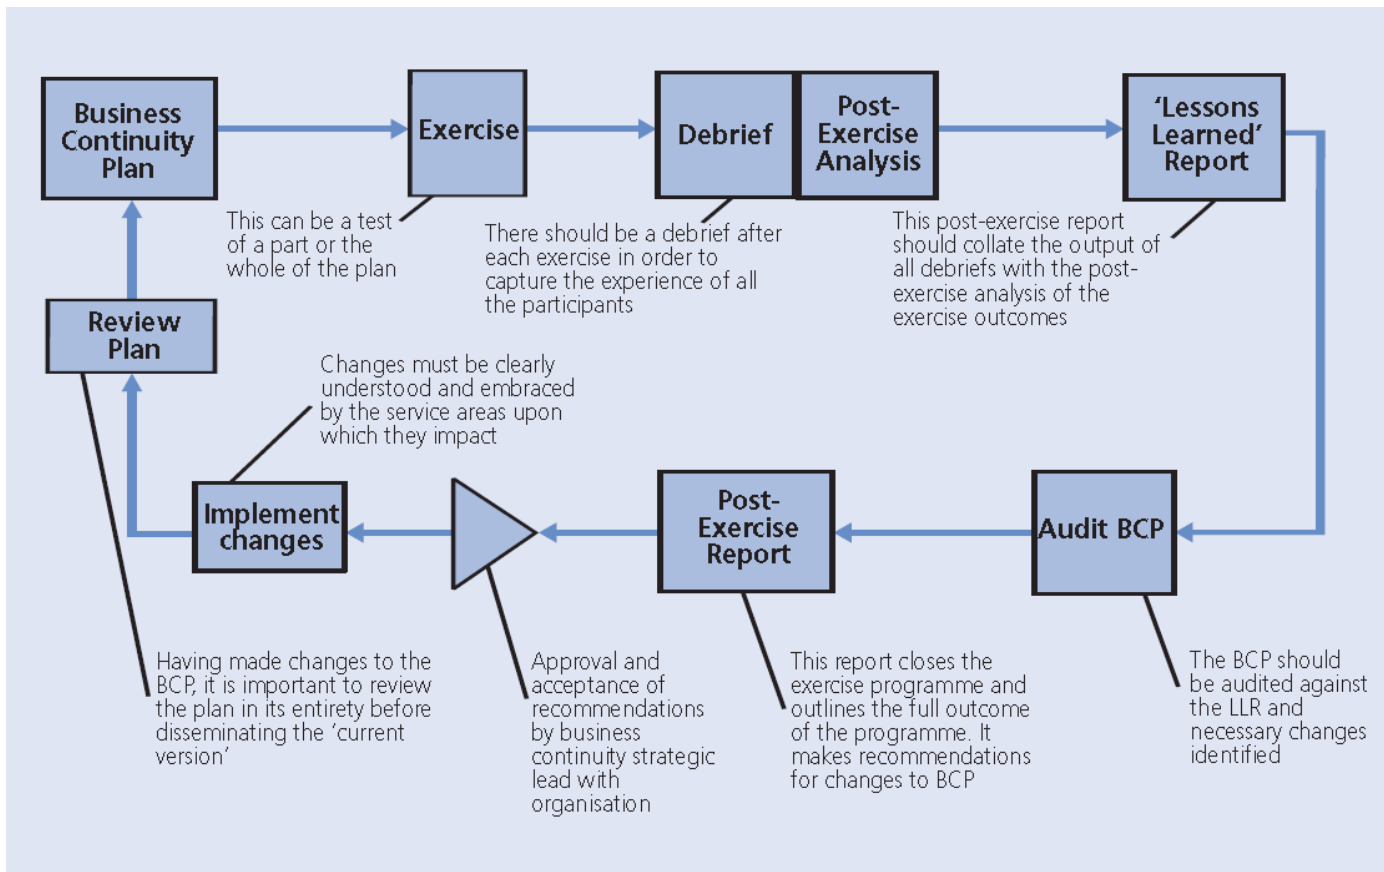 Business
Continuity
Plan
Exercise
Debrief
Post-
Exercise
Analysis
‘Lessons
Learned’
Report
This can be a test
of a part or the
whole of the plan
There should be a debrief after
each exercise in order to
capture the experience of all
the participants
This post-exercise report
should collate the output of
all debriefs with the post-
exercise analysis of the
exercise outcomes
Review
Plan
Changes must be clearly
understood and embraced
by the service areas upon
which they impact
Implement
changes
Post-
Exercise
Report
Audit BCP
Having made changes to the
BCP, it is important to review
the plan in its entirety before
disseminating the ‘current
version’
Approval and
acceptance of
recommendations
by business
continuity strategic
lead with
organisation
This report closes the
exercise programme and
outlines the full outcome
of the programme. It
makes recommendations
for changes to BCP
The BCP should
be audited against
the LLR and
necessary changes
identified